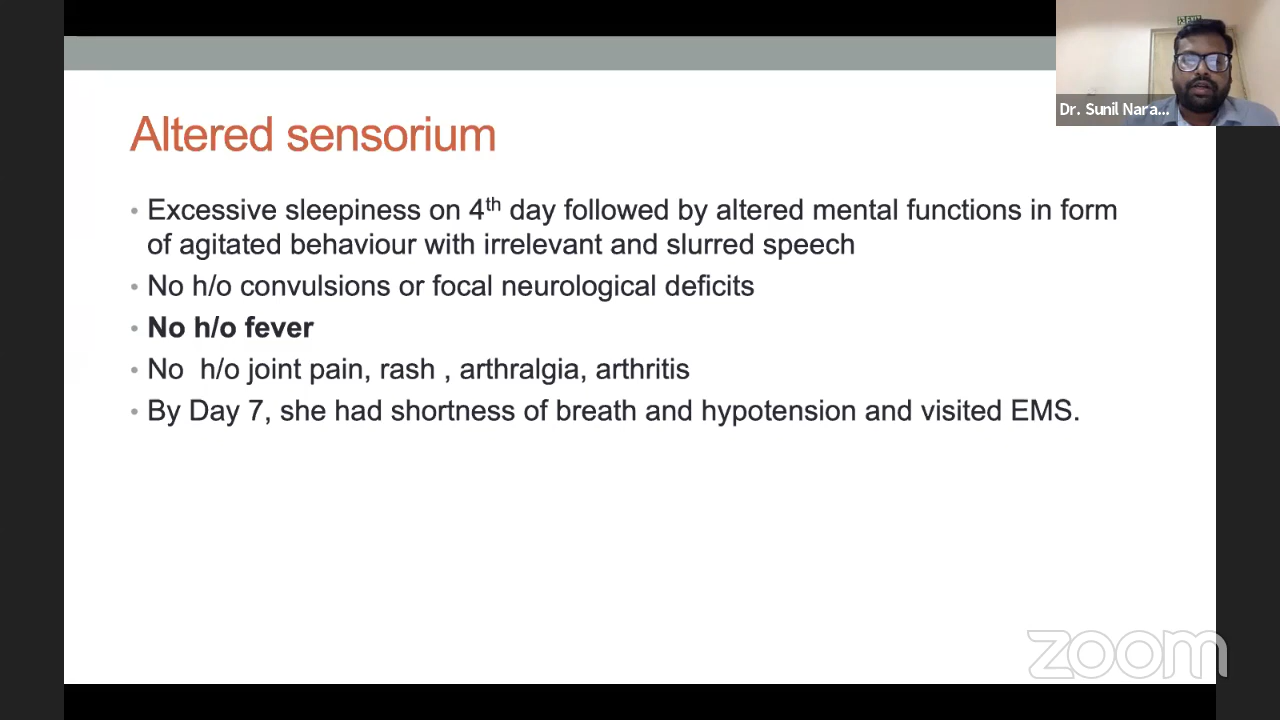 Dr. Sunil Nara...
Altered sensorium
• Excessive sleepiness on 4th day followed by altered mental functions in form
of agitated behaviour with irrelevant and slurred speech
• No h/o convulsions or focal neurological deficits
• No h/o fever
• No  h/o joint pain, rash , arthralgia, arthritis
• By Day 7, she had shortness of breath and hypotension and visited EMS.
zoom